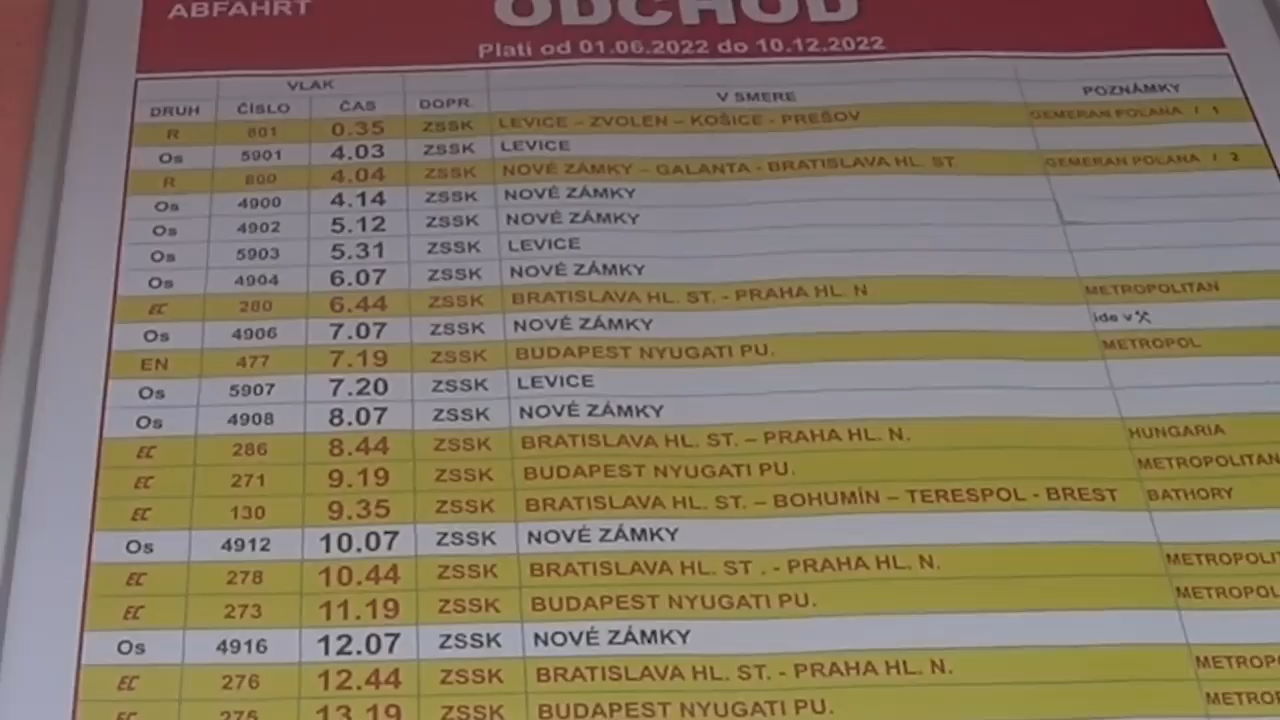 ABFAHRT ODCHOD
Platí od 01.06.2022 do 10.12.2022
VLAK
DRUH ČÍSLO ČAS DOPR. V SMERE POZNÁMKY
R 601 0.35 ZSSK LEVICE – ZVOLEN – KOŠICE - PREŠOV GEMERAN POLANA / 1
Os 5901 4.03 ZSSK LEVICE
R 600 4.04 ZSSK NOVÉ ZÁMKY – GALANTA - BRATISLAVA HL. ST GEMERAN POLANA / 2
Os 4900 4.14 ZSSK NOVÉ ZÁMKY
Os 4902 5.12 ZSSK NOVÉ ZÁMKY
Os 5903 5.31 ZSSK LEVICE
Os 4904 6.07 ZSSK NOVÉ ZÁMKY
EC 280 6.44 ZSSK BRATISLAVA HL. ST. - PRAHA HL. N METROPOLITAN
Os 4906 7.07 ZSSK NOVÉ ZÁMKY ide v ⚒
EN 477 7.19 ZSSK BUDAPEST NYUGATI PU. METROPOL
Os 5907 7.20 ZSSK LEVICE
Os 4908 8.07 ZSSK NOVÉ ZÁMKY
EC 286 8.44 ZSSK BRATISLAVA HL. ST. – PRAHA HL. N. HUNGARIA
EC 271 9.19 ZSSK BUDAPEST NYUGATI PU. METROPOLITAN
EC 130 9.35 ZSSK BRATISLAVA HL. ST. – BOHUMÍN – TERESPOL - BREST BATHORY
Os 4912 10.07 ZSSK NOVÉ ZÁMKY
EC 278 10.44 ZSSK BRATISLAVA HL. ST . - PRAHA HL. N. METROPOLIT
EC 273 11.19 ZSSK BUDAPEST NYUGATI PU. METROPOL
Os 4916 12.07 ZSSK NOVÉ ZÁMKY
EC 276 12.44 ZSSK BRATISLAVA HL. ST. - PRAHA HL. N. METROP
EC 275 13.19 ZSSK BUDAPEST NYUGATI PU. METRO